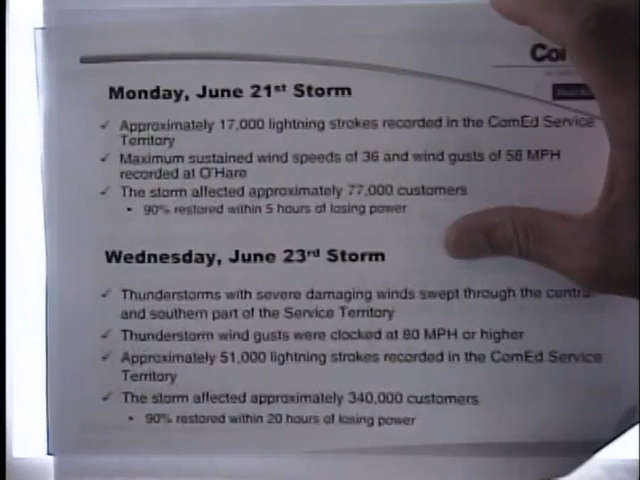 Monday, June 21st Storm
✓ Approximately 17,000 lightning strokes recorded in the ComEd Service
Territory
✓ Maximum sustained wind speeds of 36 and wind gusts of 58 MPH
recorded at O'Hare
✓ The storm affected approximately 77,000 customers
• 90% restored within 5 hours of losing power
Wednesday, June 23rd Storm
✓ Thunderstorms with severe damaging winds swept through the
and southern part of the Service Territory
✓ Thunderstorm wind gusts were clocked at 80 MPH or higher
✓ Approximately 51,000 lightning strokes recorded in the ComEd Service
Territory
✓ The storm affected approximately 340,000 customers
• 90% restored within 20 hours of losing power